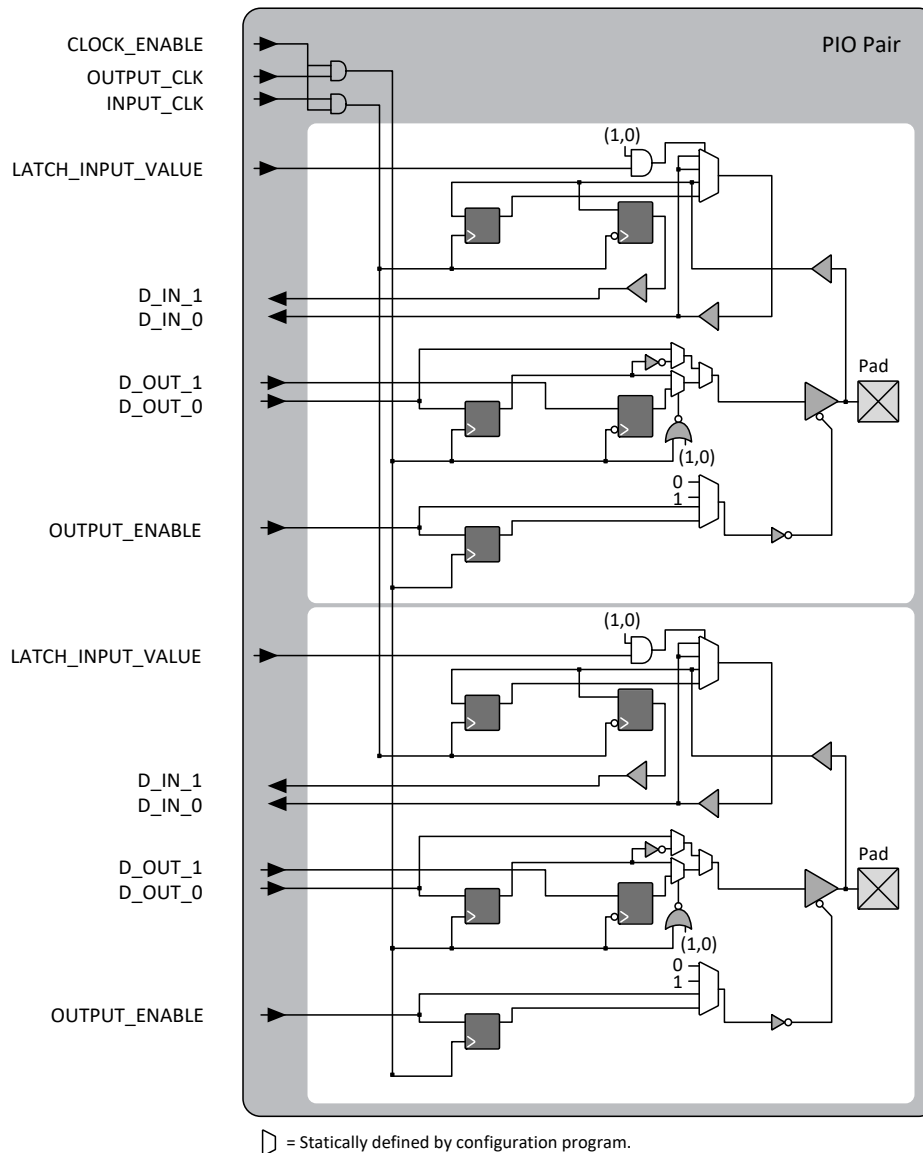 CLOCK_ENABLE
PIO Pair
OUTPUT_CLK
INPUT_CLK
(1,0)
LATCH_INPUT_VALUE
D_IN_1
D_IN_0
D_OUT_1
Pad
D_OUT_0
(1,0)
0
1
OUTPUT_ENABLE
(1,0)
LATCH_INPUT_VALUE
D_IN_1
D_IN_0
D_OUT_1
Pad
D_OUT_0
(1,0)
0
1
OUTPUT_ENABLE
= Statically defined by configuration program.